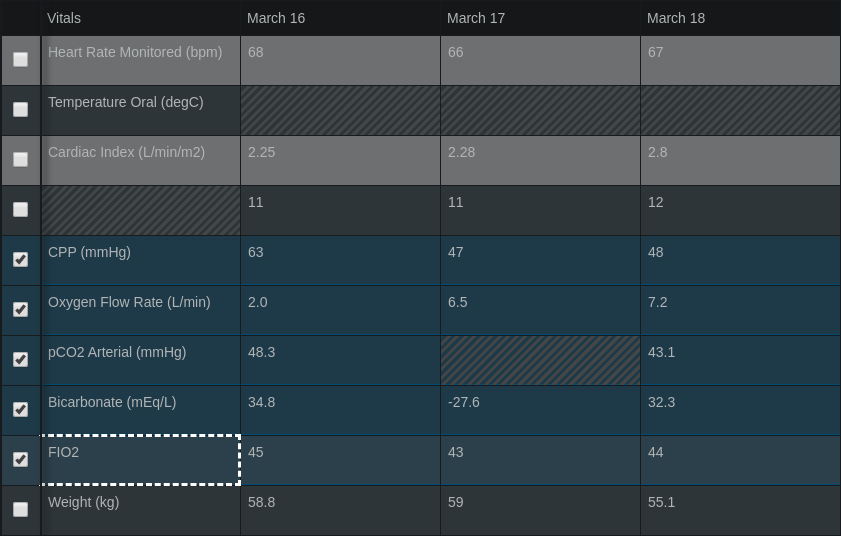 Vitals March 16 March 17 March 18
Heart Rate Monitored (bpm) 68 66 67
Temperature Oral (degC)
Cardiac Index (L/min/m2) 2.25 2.28 2.8
11 11 12
CPP (mmHg) 63 47 48
Oxygen Flow Rate (L/min) 2.0 6.5 7.2
pCO2 Arterial (mmHg) 48.3 43.1
Bicarbonate (mEq/L) 34.8 -27.6 32.3
FIO2 45 43 44
Weight (kg) 58.8 59 55.1